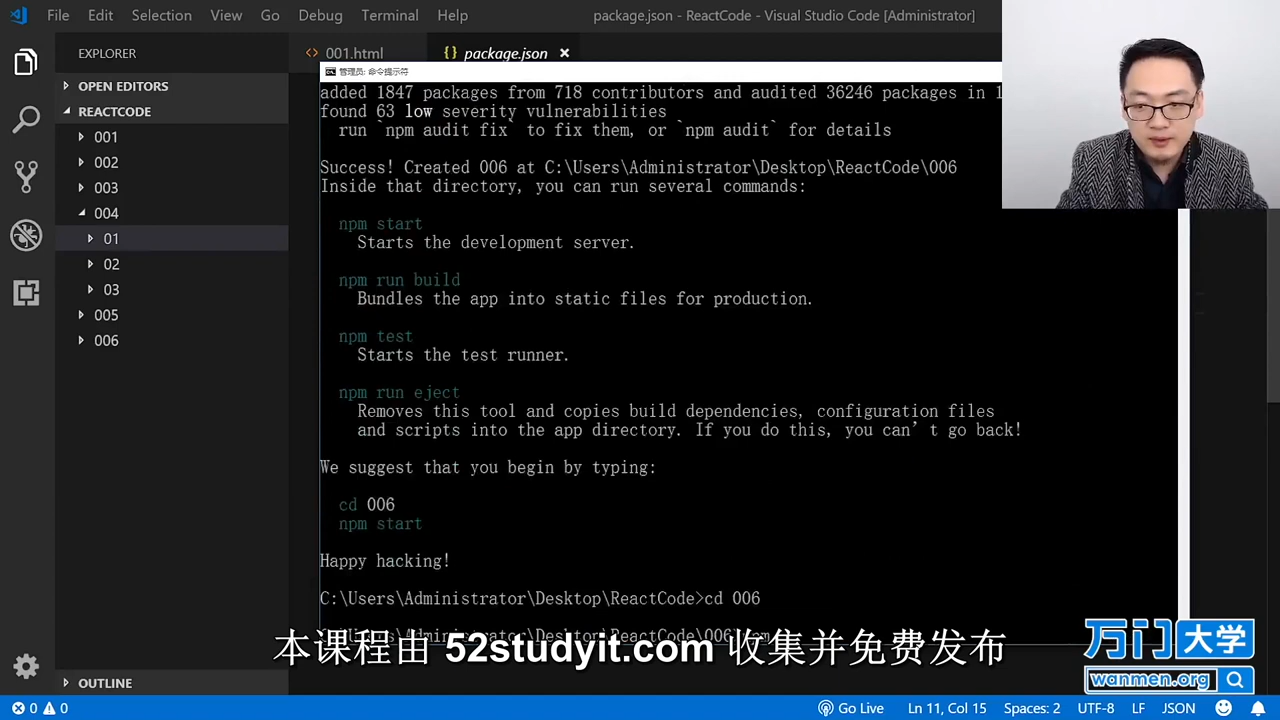 File Edit Selection View Go Debug Terminal Help package.json - ReactCode - Visual Studio Code [Administrator]
EXPLORER
001.html
package.json
OPEN EDITORS
REACTCODE
001
002
003
004
01
02
03
005
006
管理员: 命令提示符
added 1847 packages from 718 contributors and audited 36246 packages in 1
found 63 low severity vulnerabilities
run `npm audit fix` to fix them, or `npm audit` for details
Success! Created 006 at C:\Users\Administrator\Desktop\ReactCode\006
Inside that directory, you can run several commands:
npm start
Starts the development server.
npm run build
Bundles the app into static files for production.
npm test
Starts the test runner.
npm run eject
Removes this tool and copies build dependencies, configuration files
and scripts into the app directory. If you do this, you can't go back!
We suggest that you begin by typing:
cd 006
npm start
Happy hacking!
C:\Users\Administrator\Desktop\ReactCode>cd 006
本课程由 52studyit.com 收集并免费发布
万门大学
wanmen.org
OUTLINE
0 0 Go Live Ln 11, Col 15 Spaces: 2 UTF-8 LF JSON